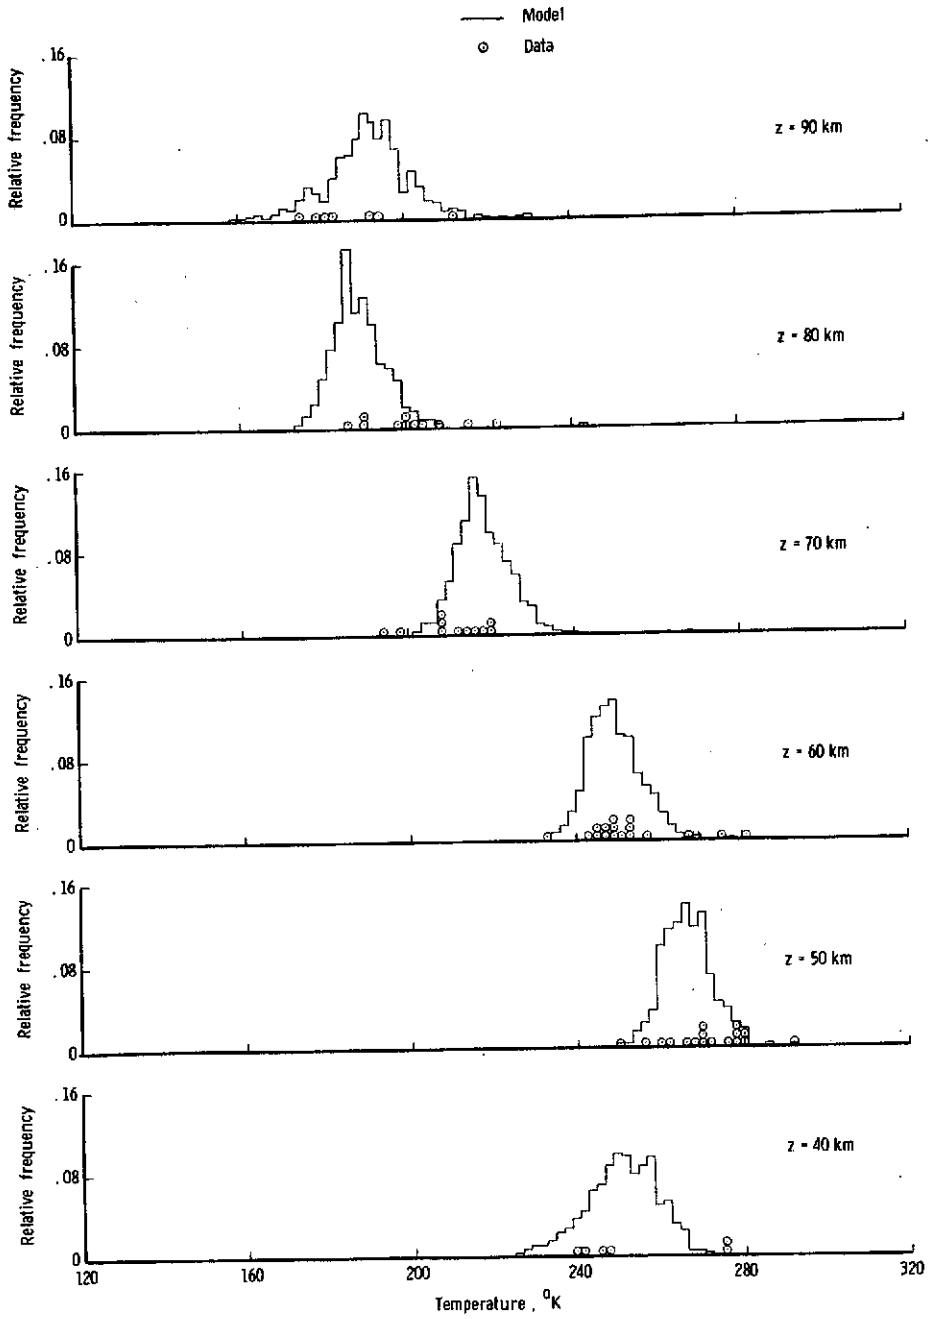 Model
Data
.16
.08
0
Relative frequency
z = 90 km
.16
.08
0
Relative frequency
z = 80 km
.16
.08
0
Relative frequency
z = 70 km
.16
.08
0
Relative frequency
z = 60 km
.16
.08
0
Relative frequency
z = 50 km
.16
.08
0
Relative frequency
z = 40 km
120 160 200 240 280 320
Temperature, °K